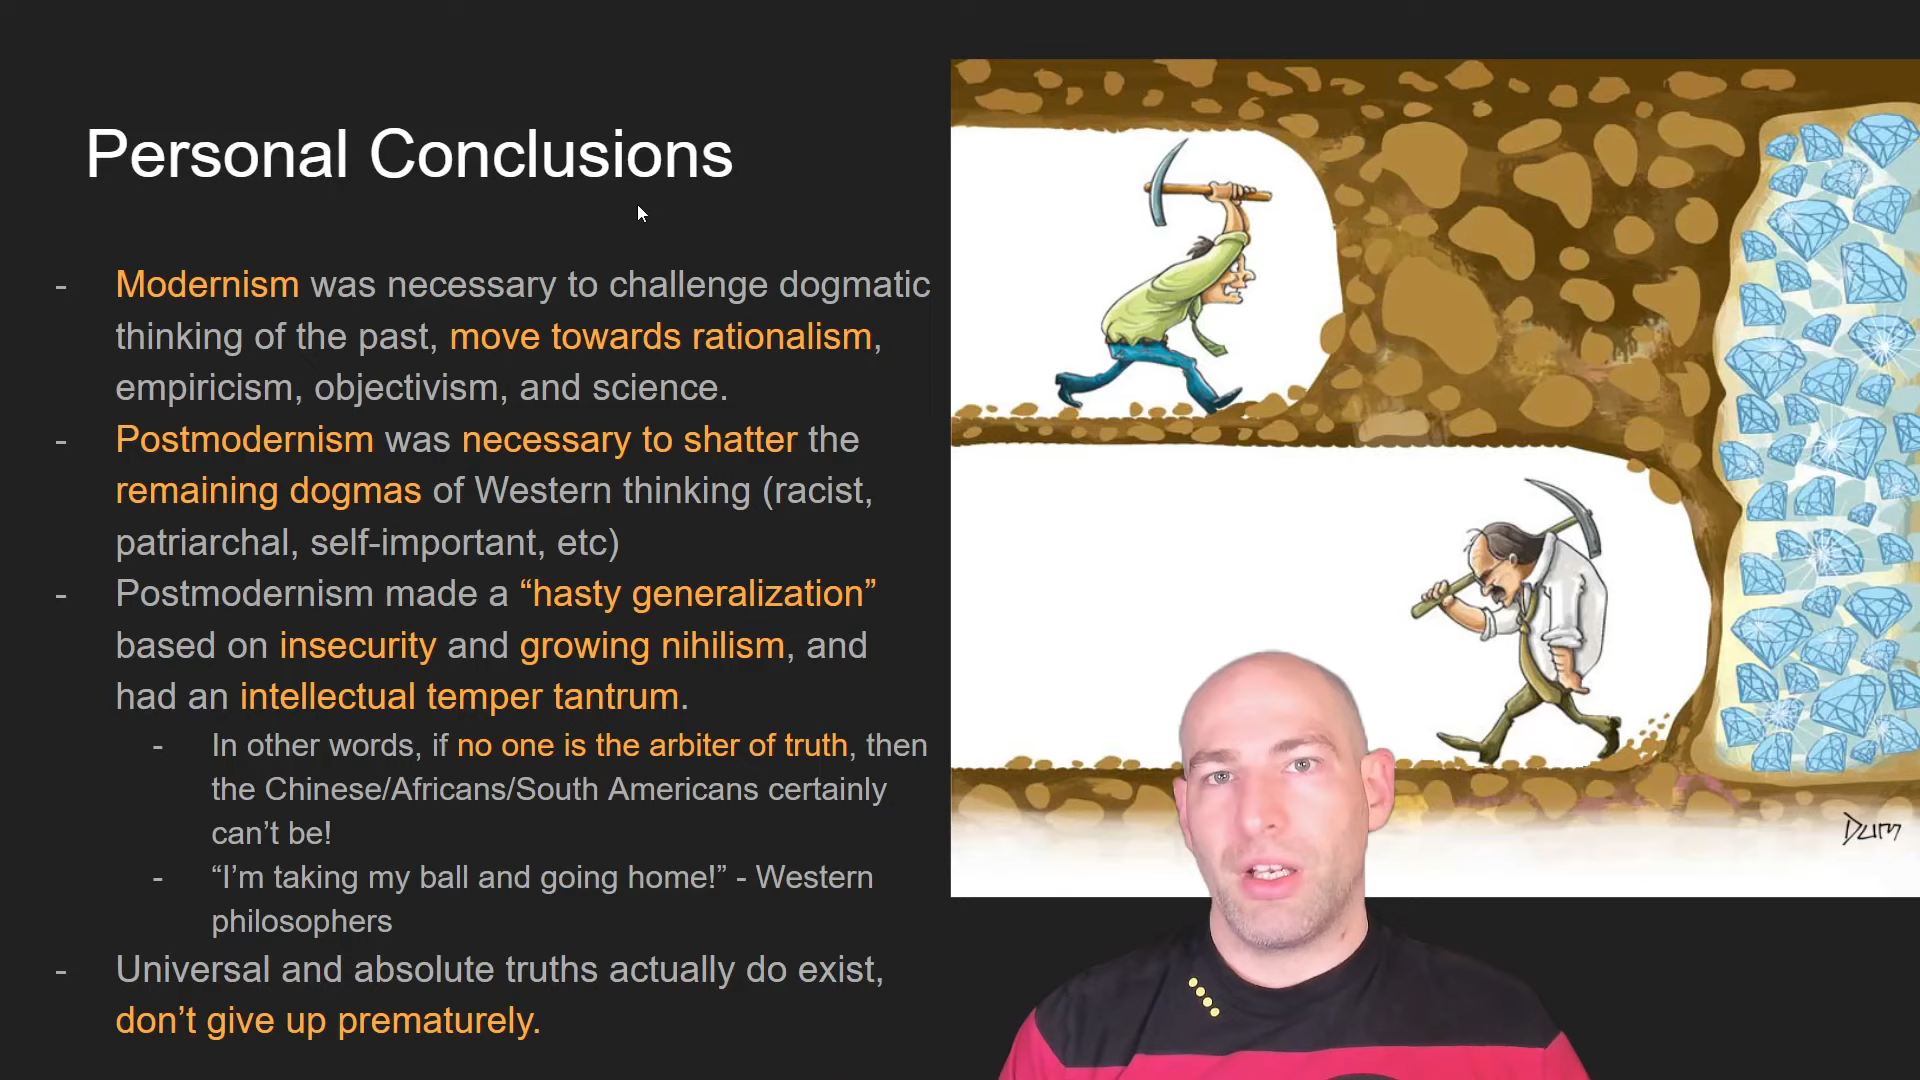 Personal Conclusions
- Modernism was necessary to challenge dogmatic
thinking of the past, move towards rationalism,
empiricism, objectivism, and science.
- Postmodernism was necessary to shatter the
remaining dogmas of Western thinking (racist,
patriarchal, self-important, etc)
- Postmodernism made a “hasty generalization”
based on insecurity and growing nihilism, and
had an intellectual temper tantrum.
- In other words, if no one is the arbiter of truth, then
the Chinese/Africans/South Americans certainly
can’t be!
- “I’m taking my ball and going home!” - Western
philosophers
- Universal and absolute truths actually do exist,
don’t give up prematurely.
Dum